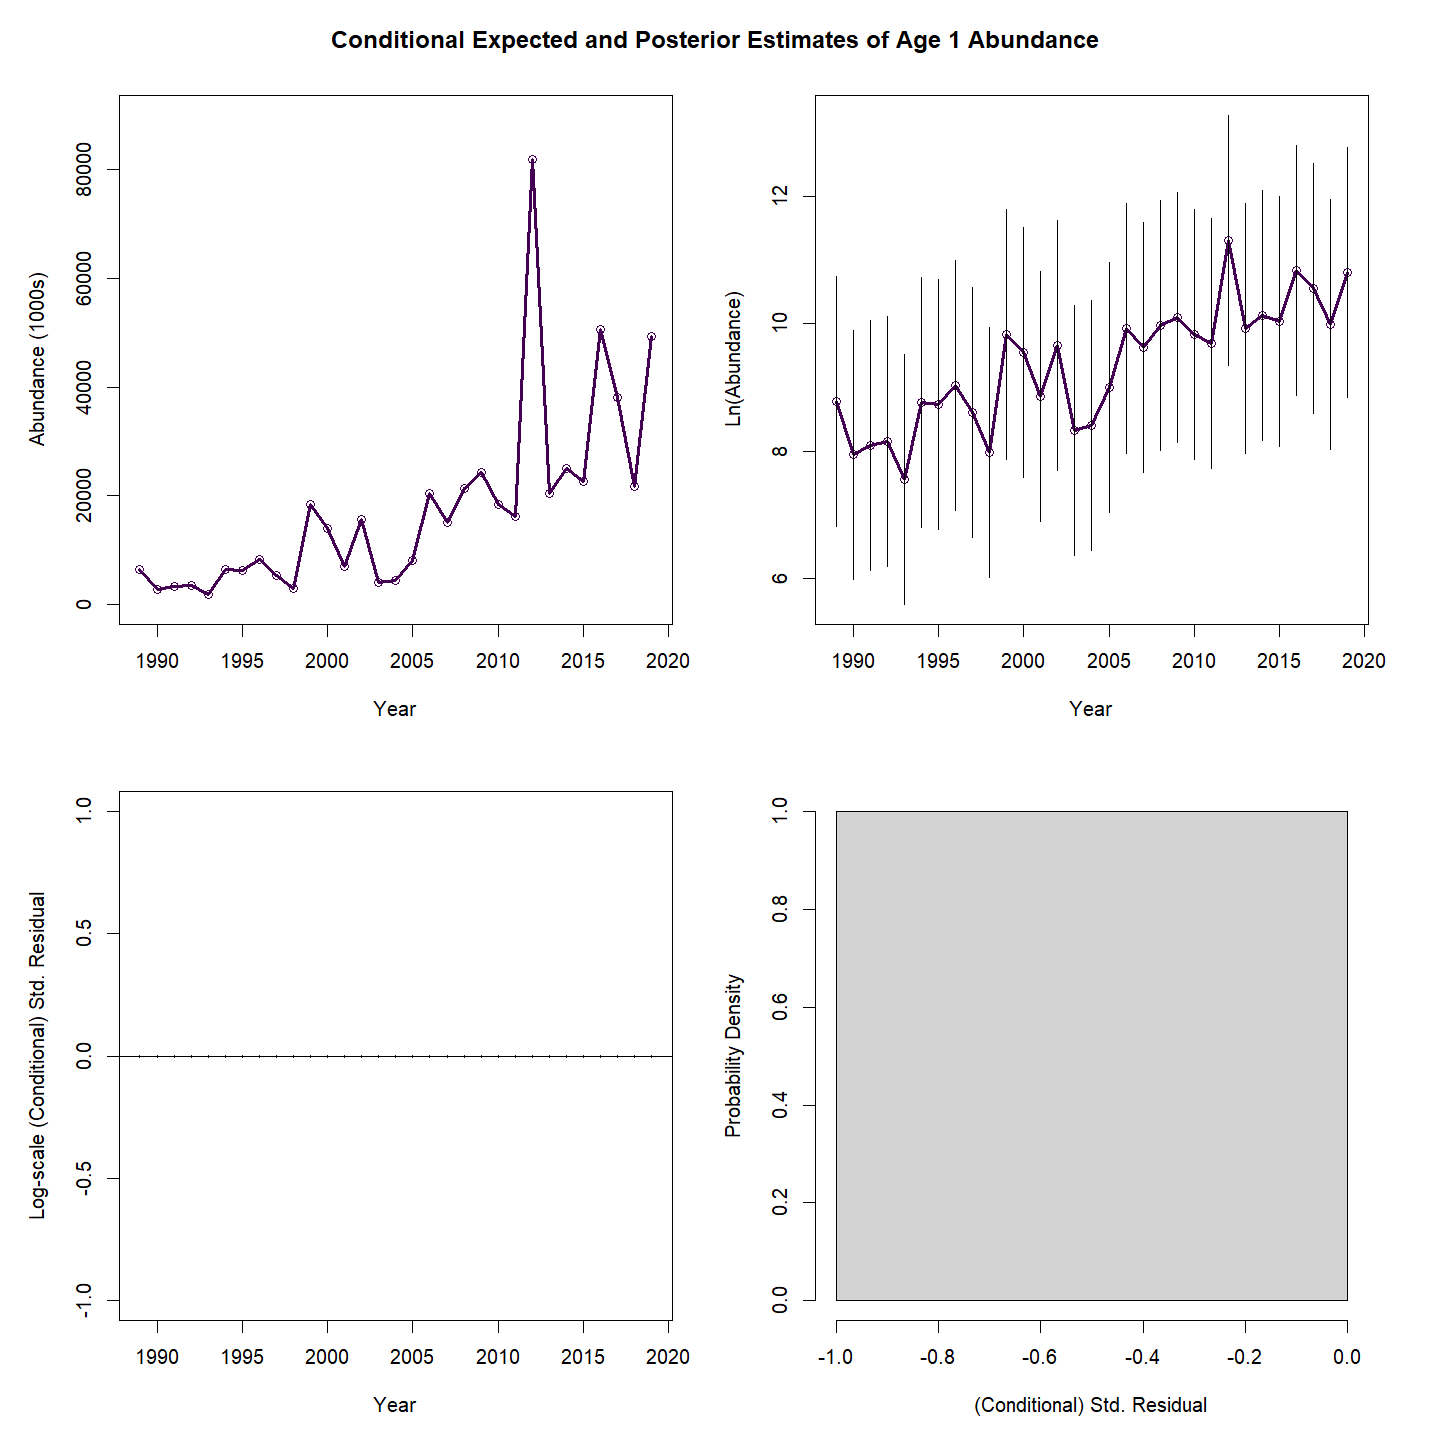 Conditional Expected and Posterior Estimates of Age 1 Abundance
Abundance (1000s)
80000
60000
40000
20000
0
1990 1995 2000 2005 2010 2015 2020
Year
Ln(Abundance)
12
10
8
6
1990 1995 2000 2005 2010 2015 2020
Year
Log-scale (Conditional) Std. Residual
1.0
0.5
0.0
-0.5
-1.0
1990 1995 2000 2005 2010 2015 2020
Year
Probability Density
1.0
0.8
0.6
0.4
0.2
0.0
-1.0 -0.8 -0.6 -0.4 -0.2 0.0
(Conditional) Std. Residual